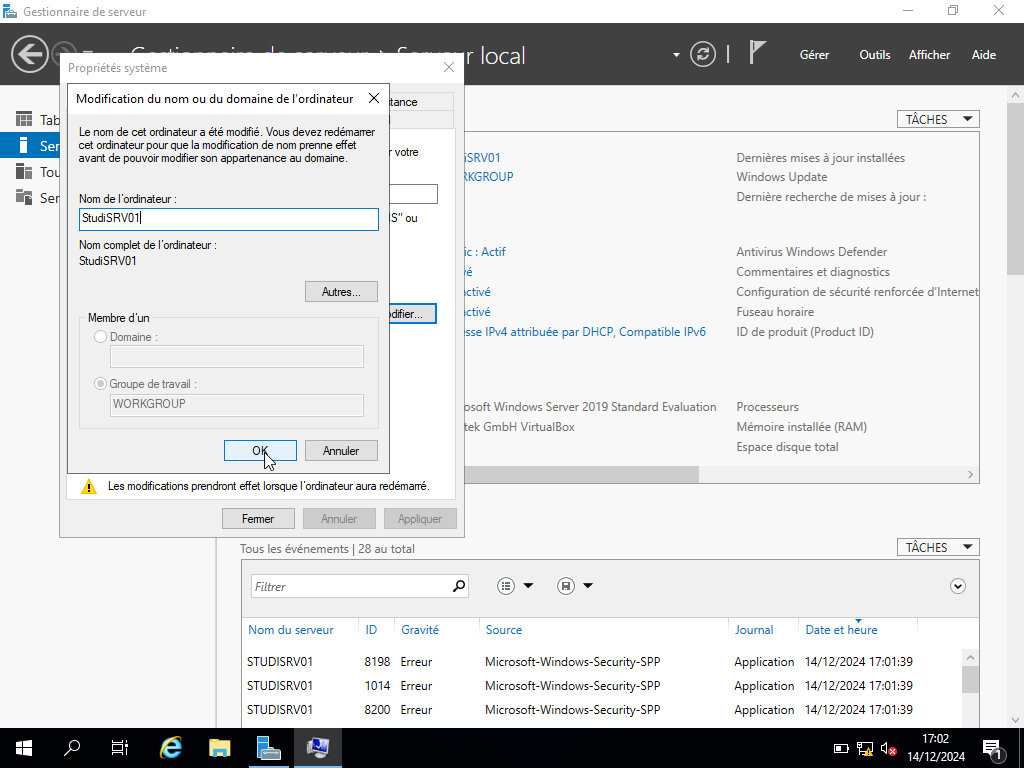 Gestionnaire de serveur
r local
Gérer
Outils
Afficher
Aide
Propriétés système
Modification du nom ou du domaine de l'ordinateur
Le nom de cet ordinateur a été modifié. Vous devez redémarrer
cet ordinateur pour que la modification de nom prenne effet
avant de pouvoir modifier son appartenance au domaine.
Nom de l'ordinateur :
StudiSRV01
Nom complet de l'ordinateur :
StudiSRV01
Autres...
Membre d'un
Domaine :
Groupe de travail :
WORKGROUP
OK
Annuler
Les modifications prendront effet lorsque l'ordinateur aura redémarré.
Fermer
Annuler
Appliquer
tance
r votre
S" ou
difier...
Tab
Ser
Tou
Ser
TÂCHES
iSRV01
RKGROUP
Dernières mises à jour installées
Windows Update
Dernière recherche de mises à jour :
ic : Actif
vé
activé
activé
esse IPv4 attribuée par DHCP, Compatible IPv6
Antivirus Windows Defender
Commentaires et diagnostics
Configuration de sécurité renforcée d'Internet
Fuseau horaire
ID de produit (Product ID)
osoft Windows Server 2019 Standard Evaluation
tek GmbH VirtualBox
Processeurs
Mémoire installée (RAM)
Espace disque total
Tous les événements | 28 au total
TÂCHES
Filtrer
Nom du serveur ID Gravité Source Journal Date et heure
STUDISRV01 8198 Erreur Microsoft-Windows-Security-SPP Application 14/12/2024 17:01:39
STUDISRV01 1014 Erreur Microsoft-Windows-Security-SPP Application 14/12/2024 17:01:39
STUDISRV01 8200 Erreur Microsoft-Windows-Security-SPP Application 14/12/2024 17:01:39
17:02
14/12/2024
1